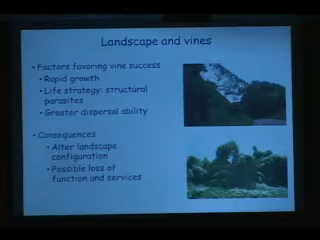 Landscape and vines
• Factors favoring vine success
• Rapid growth
• Life strategy: structural
parasites
• Greater dispersal ability
• Consequences
• Alter landscape
configuration
• Possible loss of
function and services